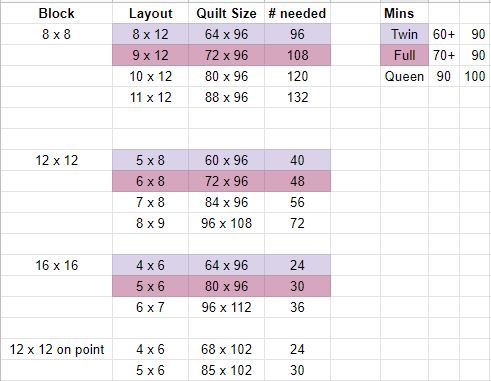 Block Layout Quilt Size # needed Mins
8 x 8 8 x 12 64 x 96 96 Twin 60+ 90
9 x 12 72 x 96 108 Full 70+ 90
10 x 12 80 x 96 120 Queen 90 100
11 x 12 88 x 96 132
12 x 12 5 x 8 60 x 96 40
6 x 8 72 x 96 48
7 x 8 84 x 96 56
8 x 9 96 x 108 72
16 x 16 4 x 6 64 x 96 24
5 x 6 80 x 96 30
6 x 7 96 x 112 36
12 x 12 on point 4 x 6 68 x 102 24
5 x 6 85 x 102 30